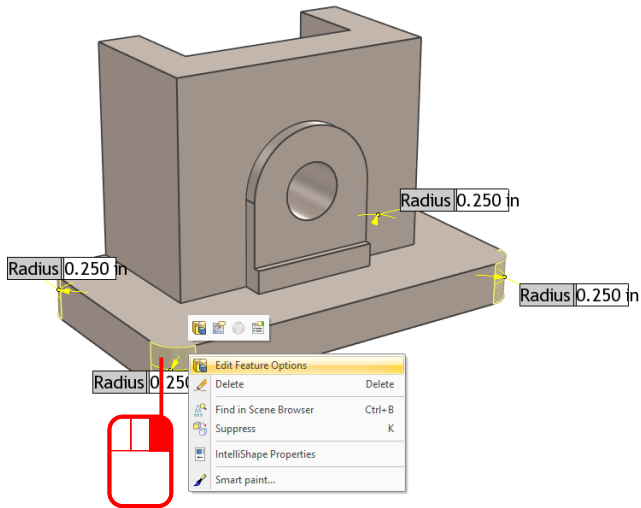 Radius 0.250 in
Radius 0.250 in
Radius 0.250 in
Radius 0.250
Edit Feature Options
Delete Delete
Find in Scene Browser Ctrl+B
Suppress K
IntelliShape Properties
Smart paint...